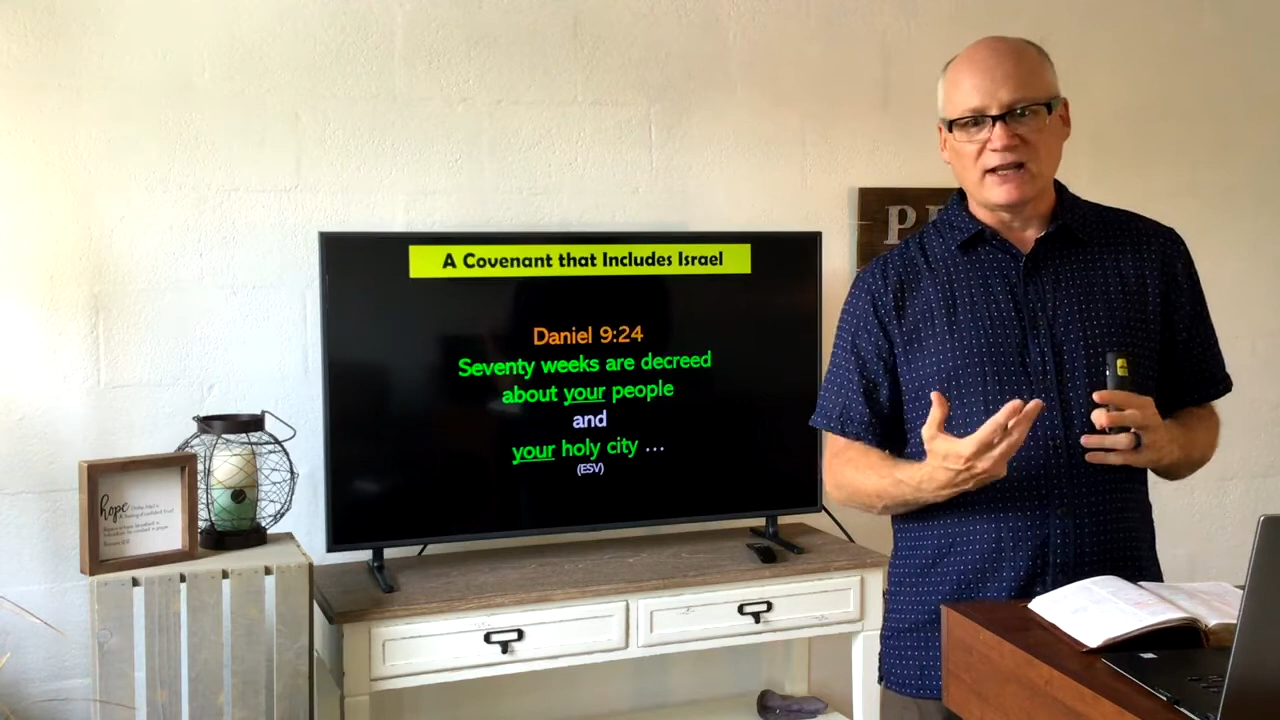 A Covenant that Includes Israel
Daniel 9:24
Seventy weeks are decreed
about your people
and
your holy city ...
(ESV)
hope